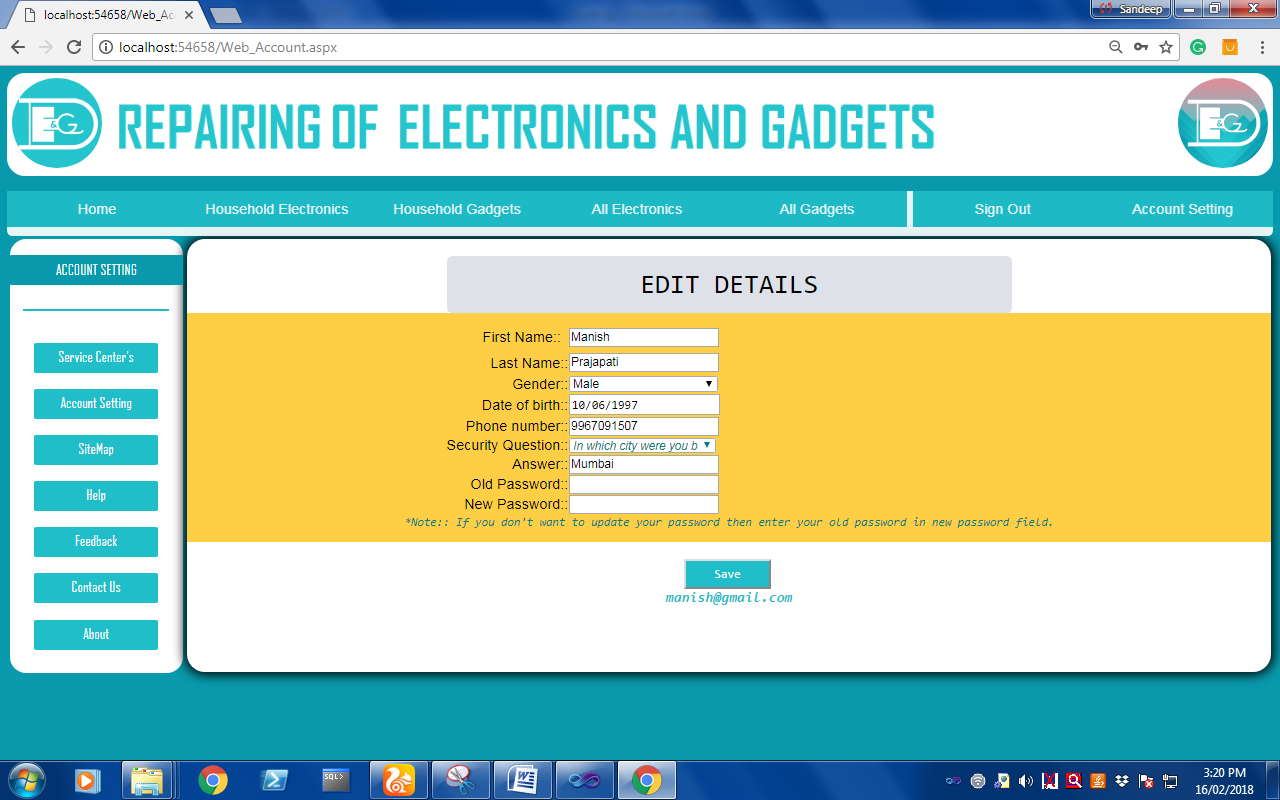 localhost:54658/Web_Ac
Sandeep
localhost:54658/Web_Account.aspx
E&G
REPAIRING OF ELECTRONICS AND GADGETS
E&G
Home Household Electronics Household Gadgets All Electronics All Gadgets Sign Out Account Setting
ACCOUNT SETTING
Service Center's
Account Setting
SiteMap
Help
Feedback
Contact Us
About
EDIT DETAILS
First Name:: Manish
Last Name:: Prajapati
Gender:: Male
Date of birth:: 10/06/1997
Phone number:: 9967091507
Security Question:: In which city were you b
Answer:: Mumbai
Old Password::
New Password::
*Note:: If you don't want to update your password then enter your old password in new password field.
Save
manish@gmail.com
SQL>
3:20 PM
16/02/2018